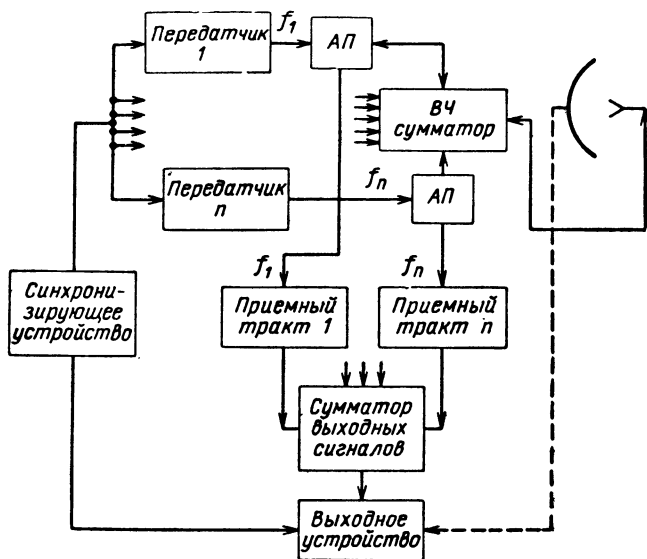 Передатчик
1
f1
АП
ВЧ
сумматор
Передатчик
n
fn
АП
f1
fn
Синхрони-
зирующее
устройство
Приемный
тракт 1
Приемный
тракт n
Сумматор
выходных
сигналов
Выходное
устройство